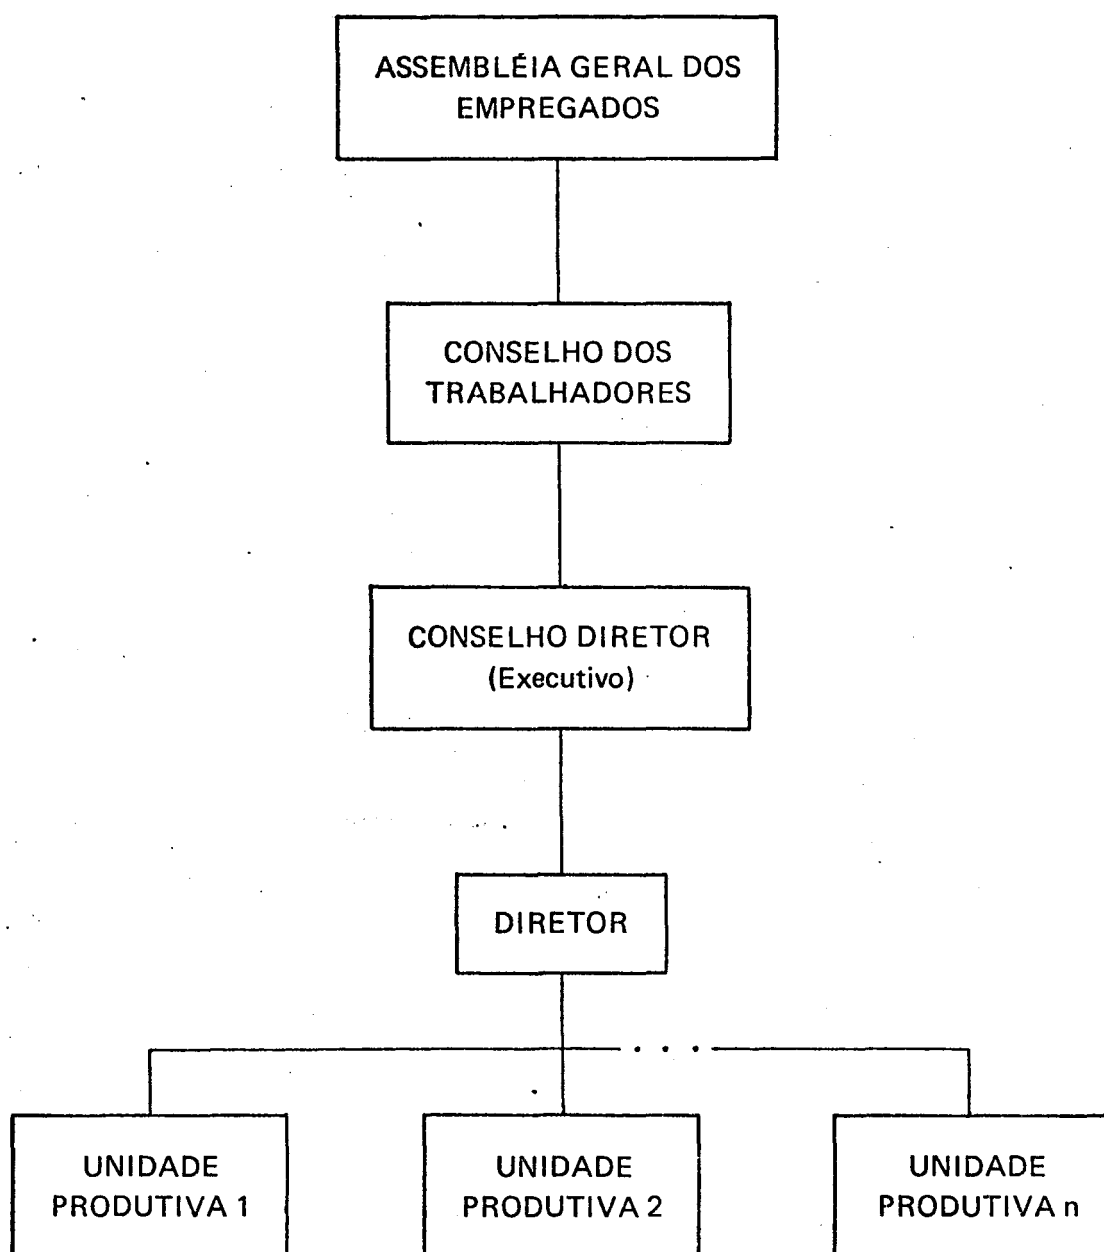 ASSEMBLÉIA GERAL DOS
EMPREGADOS
CONSELHO DOS
TRABALHADORES
CONSELHO DIRETOR
(Executivo)
DIRETOR
. . .
UNIDADE
PRODUTIVA 1
UNIDADE
PRODUTIVA 2
UNIDADE
PRODUTIVA n